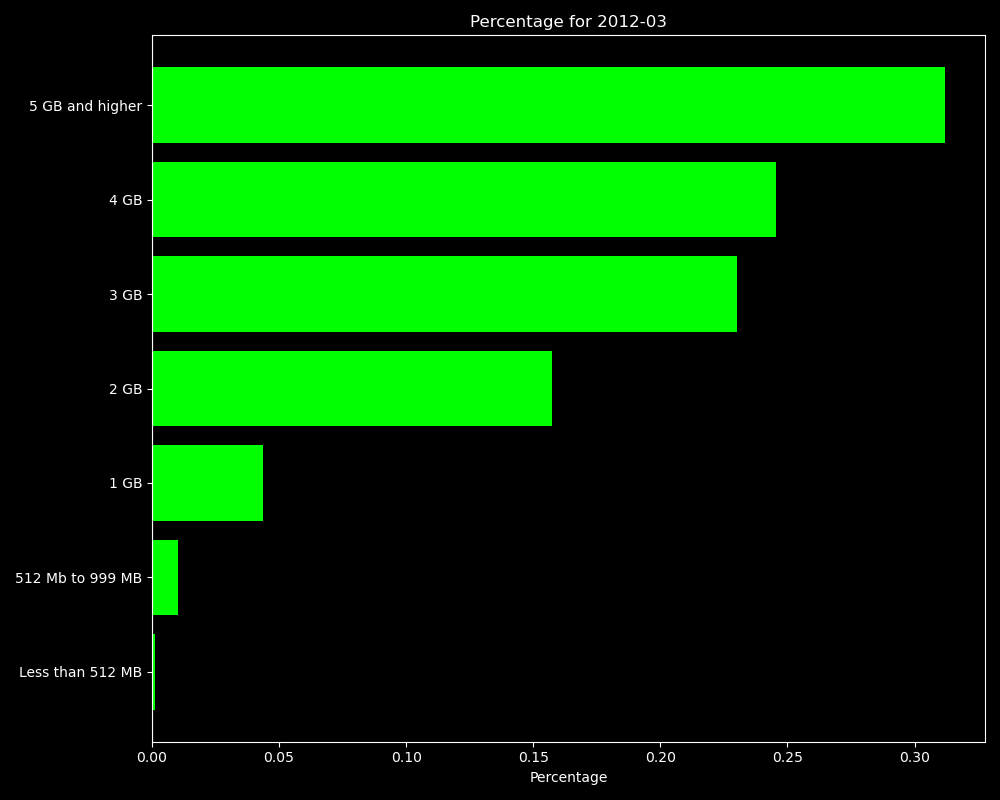 Percentage for 2012-03
5 GB and higher
4 GB
3 GB
2 GB
1 GB
512 Mb to 999 MB
Less than 512 MB
0.00 0.05 0.10 0.15 0.20 0.25 0.30
Percentage